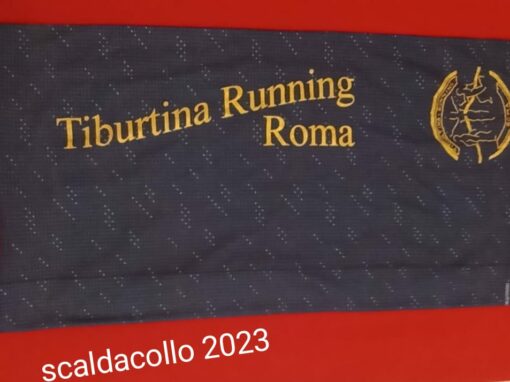 Tiburtina Running
Roma
scaldacollo 2023